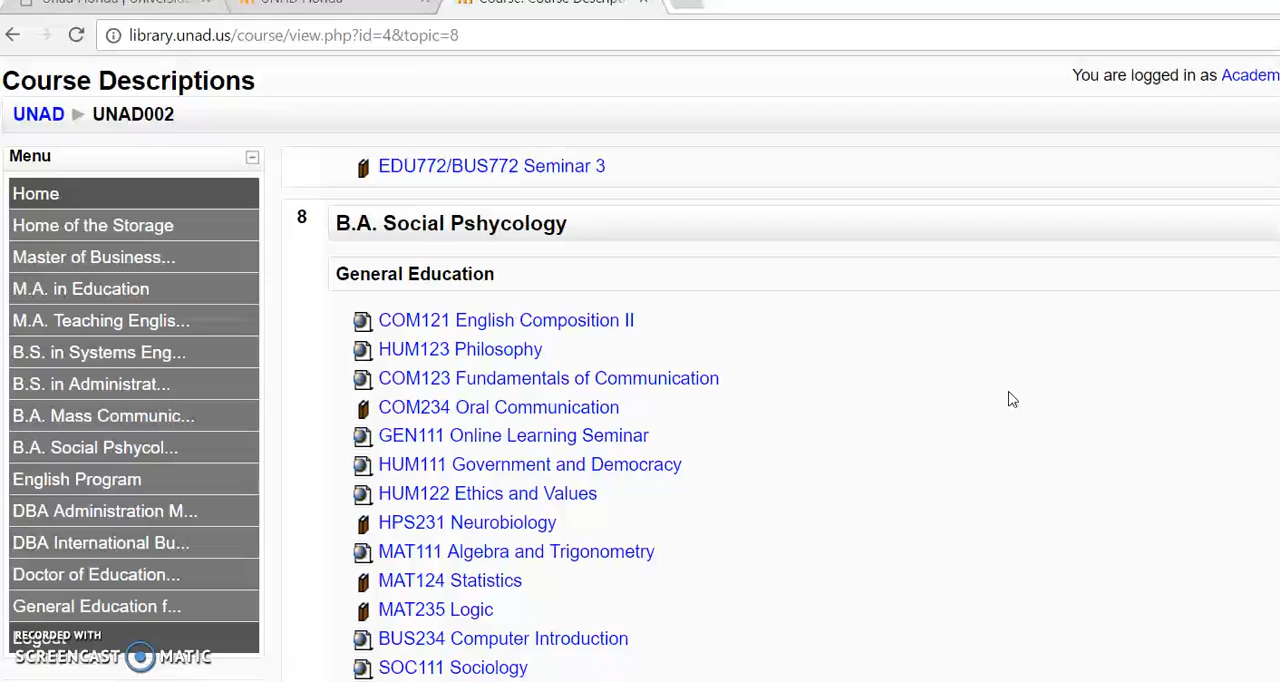 library.unad.us/course/view.php?id=4&topic=8
Course Descriptions
You are logged in as Academ
UNAD ► UNAD002
Menu
Home
Home of the Storage
Master of Business...
M.A. in Education
M.A. Teaching Englis...
B.S. in Systems Eng...
B.S. in Administrat...
B.A. Mass Communic...
B.A. Social Pshycol...
English Program
DBA Administration M...
DBA International Bu...
Doctor of Education...
General Education f...
Logout
RECORDED WITH
SCREENCAST MATIC
EDU772/BUS772 Seminar 3
8
B.A. Social Pshycology
General Education
COM121 English Composition II
HUM123 Philosophy
COM123 Fundamentals of Communication
COM234 Oral Communication
GEN111 Online Learning Seminar
HUM111 Government and Democracy
HUM122 Ethics and Values
HPS231 Neurobiology
MAT111 Algebra and Trigonometry
MAT124 Statistics
MAT235 Logic
BUS234 Computer Introduction
SOC111 Sociology